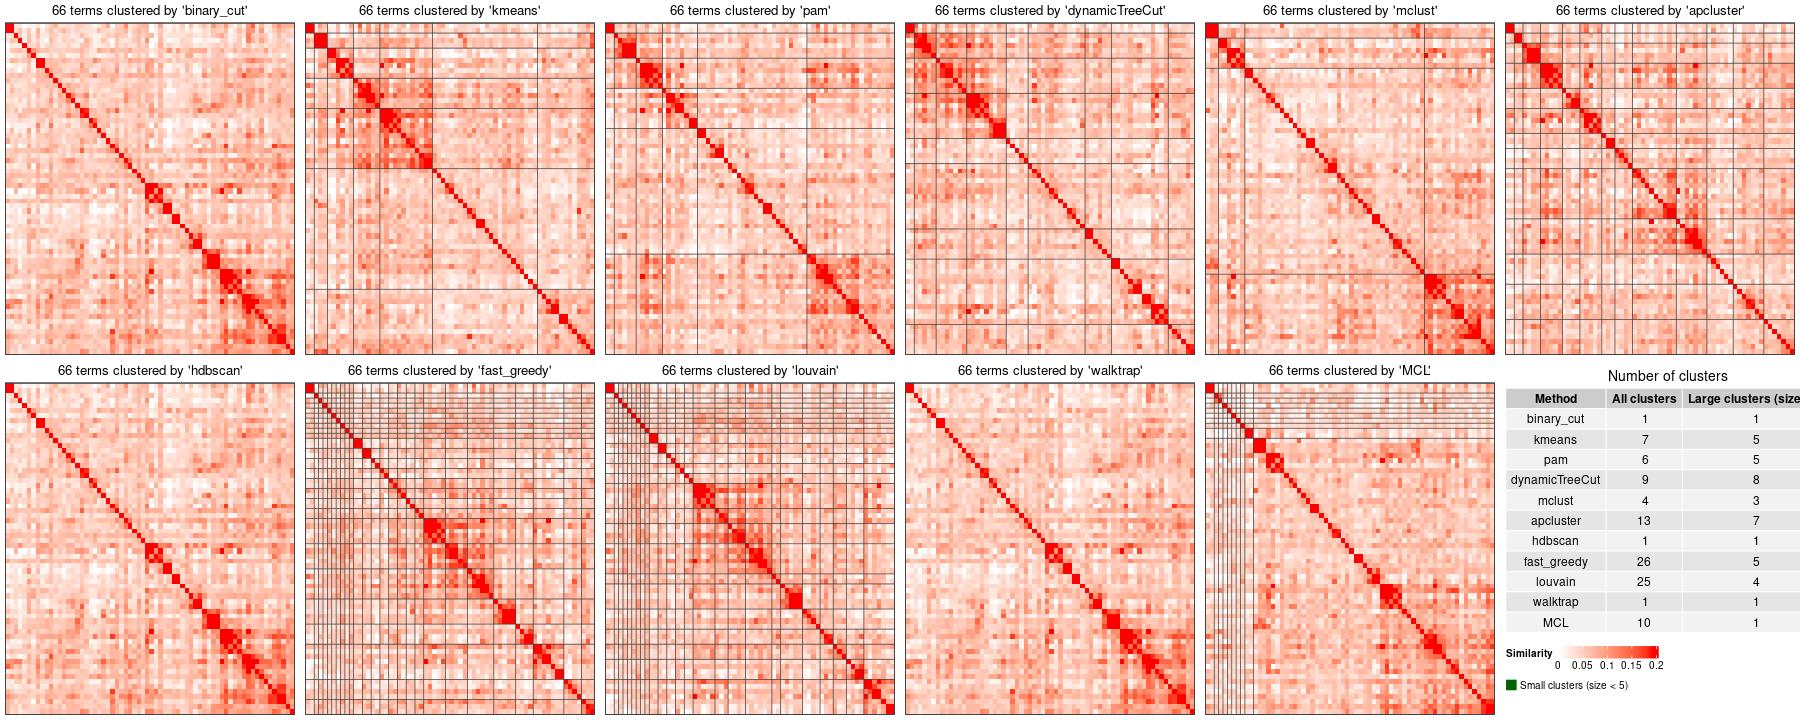 66 terms clustered by 'binary_cut'
66 terms clustered by 'kmeans'
66 terms clustered by 'pam'
66 terms clustered by 'dynamicTreeCut'
66 terms clustered by 'mclust'
66 terms clustered by 'apcluster'
66 terms clustered by 'hdbscan'
66 terms clustered by 'fast_greedy'
66 terms clustered by 'louvain'
66 terms clustered by 'walktrap'
66 terms clustered by 'MCL'
Number of clusters
Method All clusters Large clusters (size
binary_cut 1 1
kmeans 7 5
pam 6 5
dynamicTreeCut 9 8
mclust 4 3
apcluster 13 7
hdbscan 1 1
fast_greedy 26 5
louvain 25 4
walktrap 1 1
MCL 10 1
Similarity
0 0.05 0.1 0.15 0.2
Small clusters (size < 5)